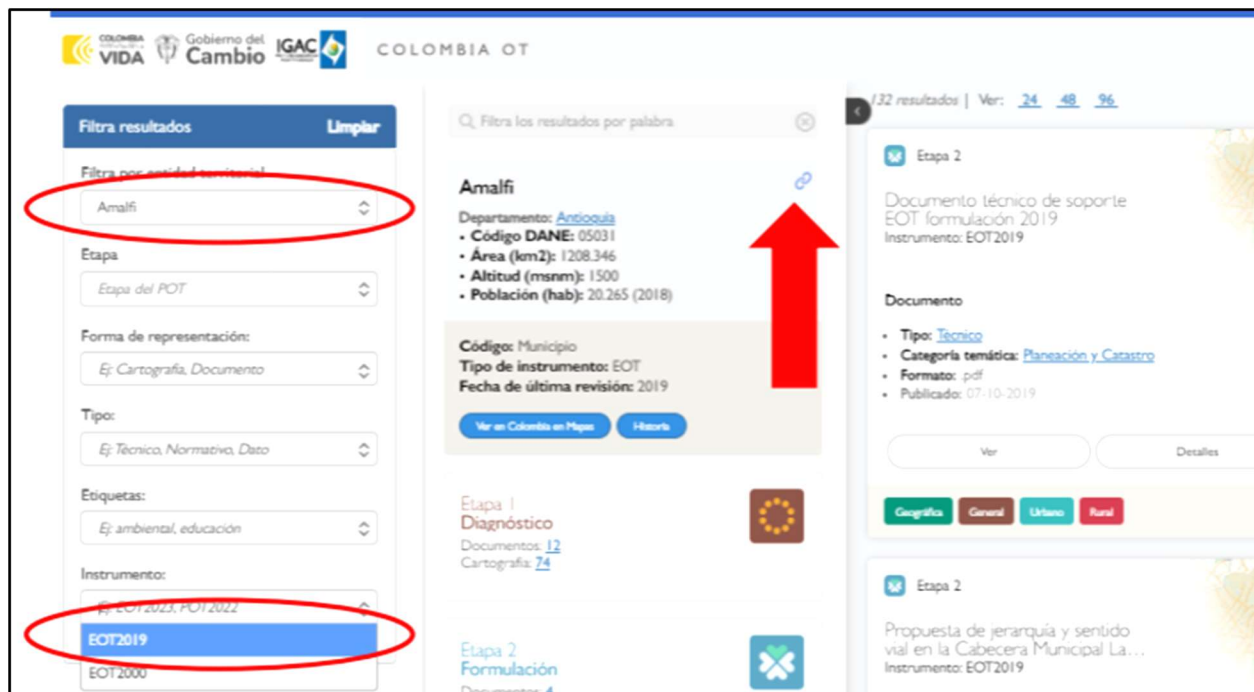 COLOMBIA
VIDA
Gobierno del
Cambio
IGAC
COLOMBIA OT
Filtra resultados
Limpiar
Filtra por entidad territorial
Amalfi
Etapa
Etapa del POT
Forma de representación:
Ej: Cartografía, Documento
Tipo:
Ej: Técnico, Normativo, Dato
Etiquetas:
Ej: ambiental, educación
Instrumento:
Ej: EOT2023, POT2022
EOT2019
EOT2000
Filtra los resultados por palabra.
Amalfi
Departamento: Antioquia
• Código DANE: 05031
• Área (km2): 1208.346
• Altitud (msnm): 1500
• Población (hab): 20.265 (2018)
Código: Municipio
Tipo de instrumento: EOT
Fecha de última revisión: 2019
Ver en Colombia en Mapas
Historia
Etapa 1
Diagnóstico
Documentos: 12
Cartografía: 74
Etapa 2
Formulación
Documentos: 4
132 resultados | Ver: 24 48 96
Etapa 2
Documento técnico de soporte
EOT formulación 2019
Instrumento: EOT2019
Documento
• Tipo: Técnico
• Categoría temática: Planeación y Catastro
• Formato: .pdf
• Publicado: 07-10-2019
Ver
Detalles
Geográfica
General
Urbano
Rural
Etapa 2
Propuesta de jerarquía y sentido
vial en la Cabecera Municipal La...
Instrumento: EOT2019